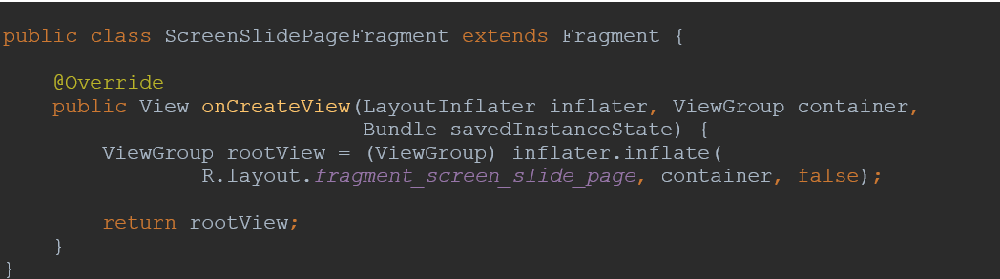 public class ScreenSlidePageFragment extends Fragment {
@Override
public View onCreateView(LayoutInflater inflater, ViewGroup container,
Bundle savedInstanceState) {
ViewGroup rootView = (ViewGroup) inflater.inflate(
R.layout.fragment_screen_slide_page, container, false);
return rootView;
}
}